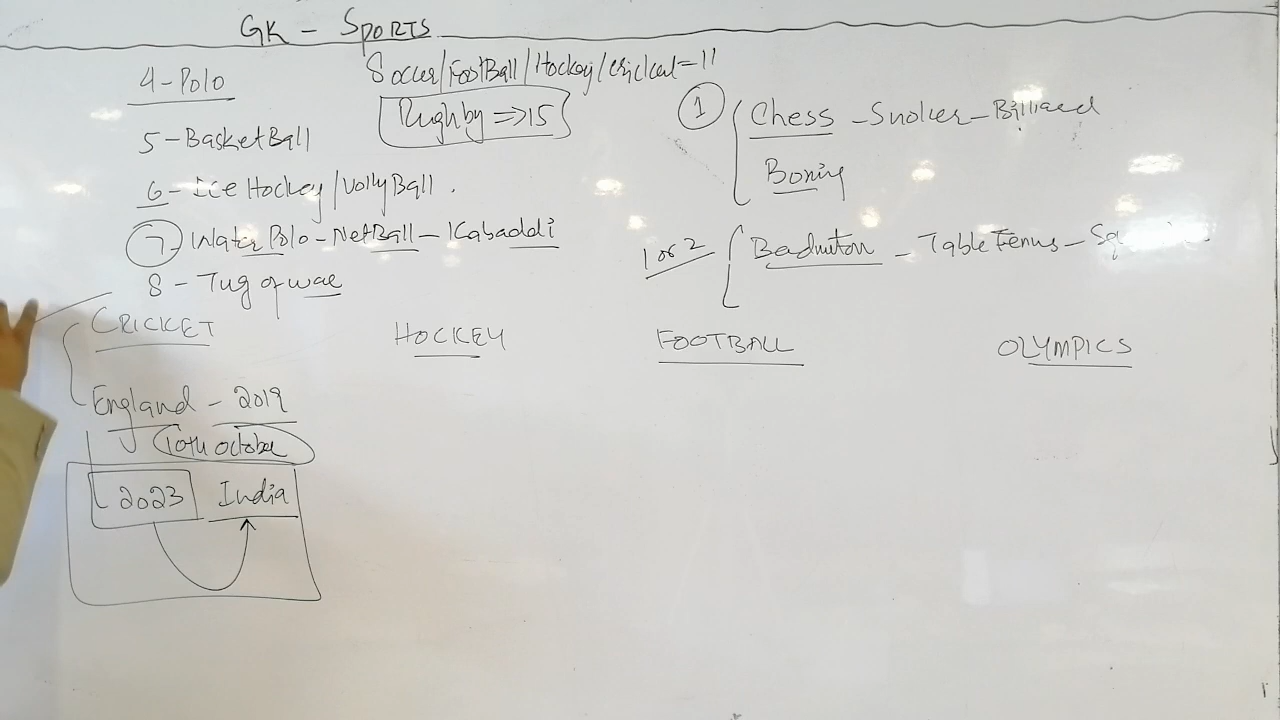 GK - SPORTS
4-Polo
Soccer/FootBall/Hockey/Cricket=11
Rughby => 15
5-BasketBall
6-Ice Hockey/VollyBall.
7-Water Polo-NetBall-Kabaddi
8-Tug of war
1 Chess - Snoker - Billiard
Boxing
1 or 2 Badminton - Table Tennis - Sq
CRICKET
HOCKEY
FOOTBALL
OLYMPICS
England - 2019
10th October
2023 India